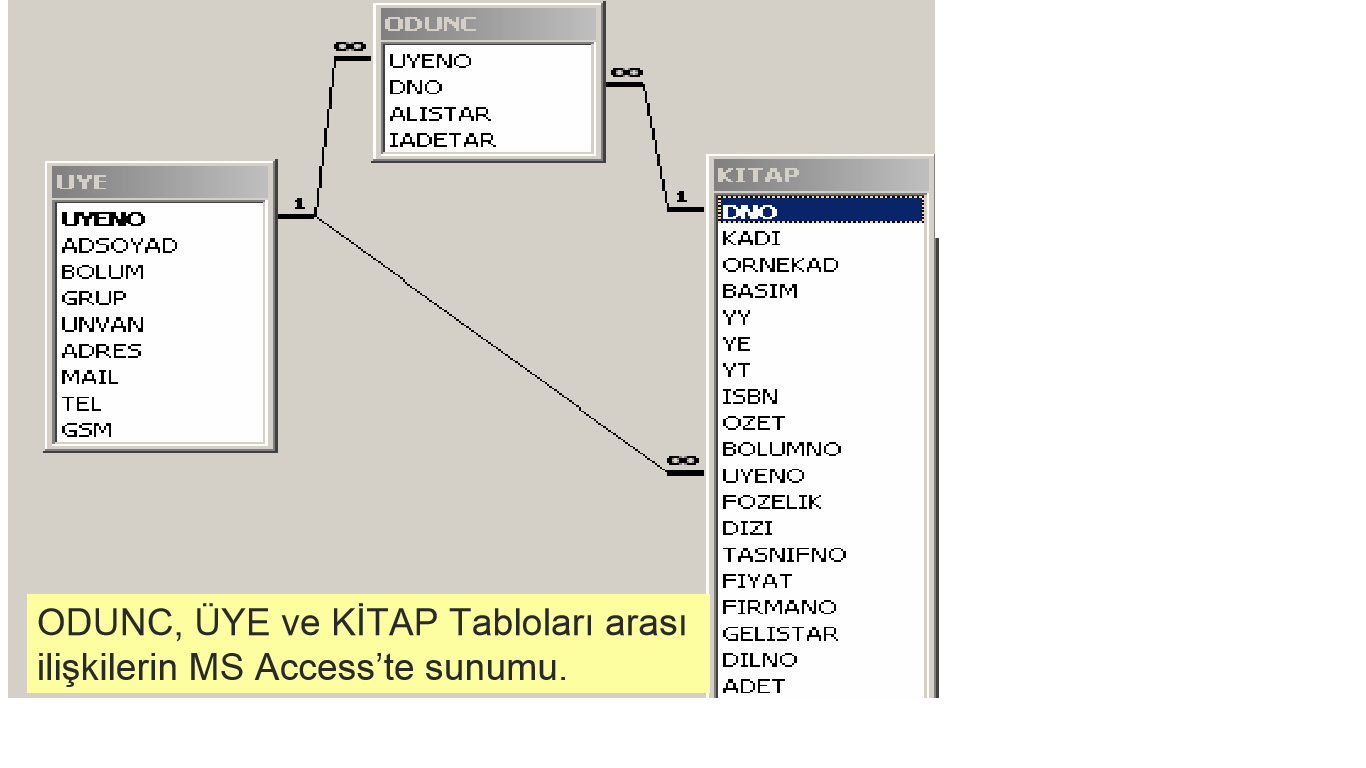 ODUNC
UYENO
DNO
ALISTAR
IADETAR
∞
∞
UYE
UYENO
ADSOYAD
BOLUM
GRUP
UNVAN
ADRES
MAIL
TEL
GSM
1
1
∞
KITAP
DNO
KADI
ORNEKAD
BASIM
YY
YE
YT
ISBN
OZET
BOLUMNO
UYENO
FOZELIK
DIZI
TASNIFNO
FIYAT
FIRMANO
GELISTAR
DILNO
ADET
ODUNC, ÜYE ve KİTAP Tabloları arası
ilişkilerin MS Access’te sunumu.